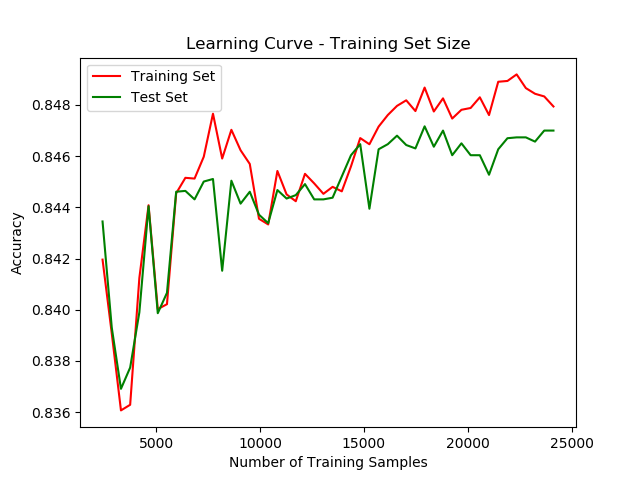 Learning Curve - Training Set Size
Training Set
Test Set
0.848
0.846
0.844
0.842
0.840
0.838
0.836
Accuracy
5000
10000
15000
20000
25000
Number of Training Samples